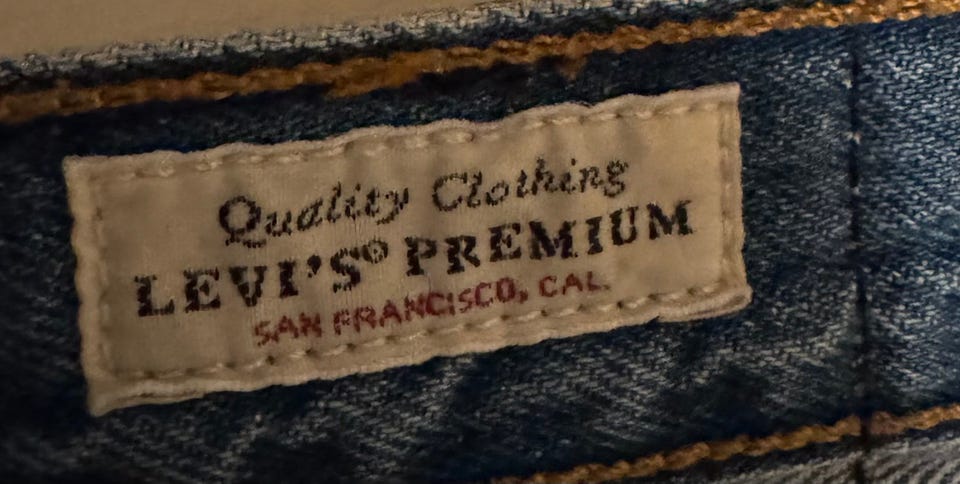 Quality Clothing
LEVI'S® PREMIUM
SAN FRANCISCO, CAL.